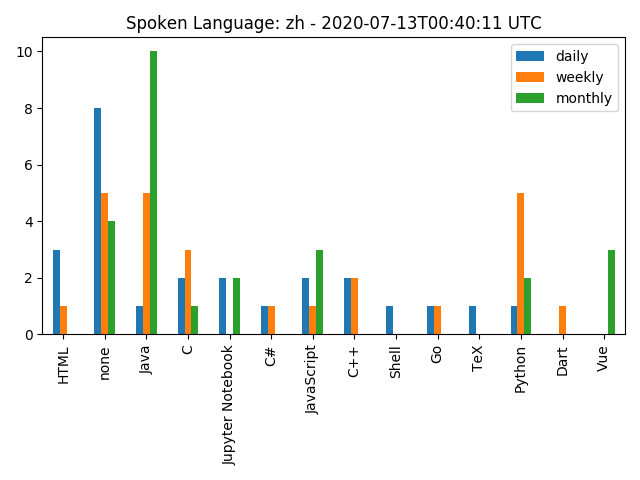 Spoken Language: zh - 2020-07-13T00:40:11 UTC
daily
weekly
monthly
10
8
6
4
2
0
HTML
none
Java
C
Jupyter Notebook
C#
JavaScript
C++
Shell
Go
TeX
Python
Dart
Vue